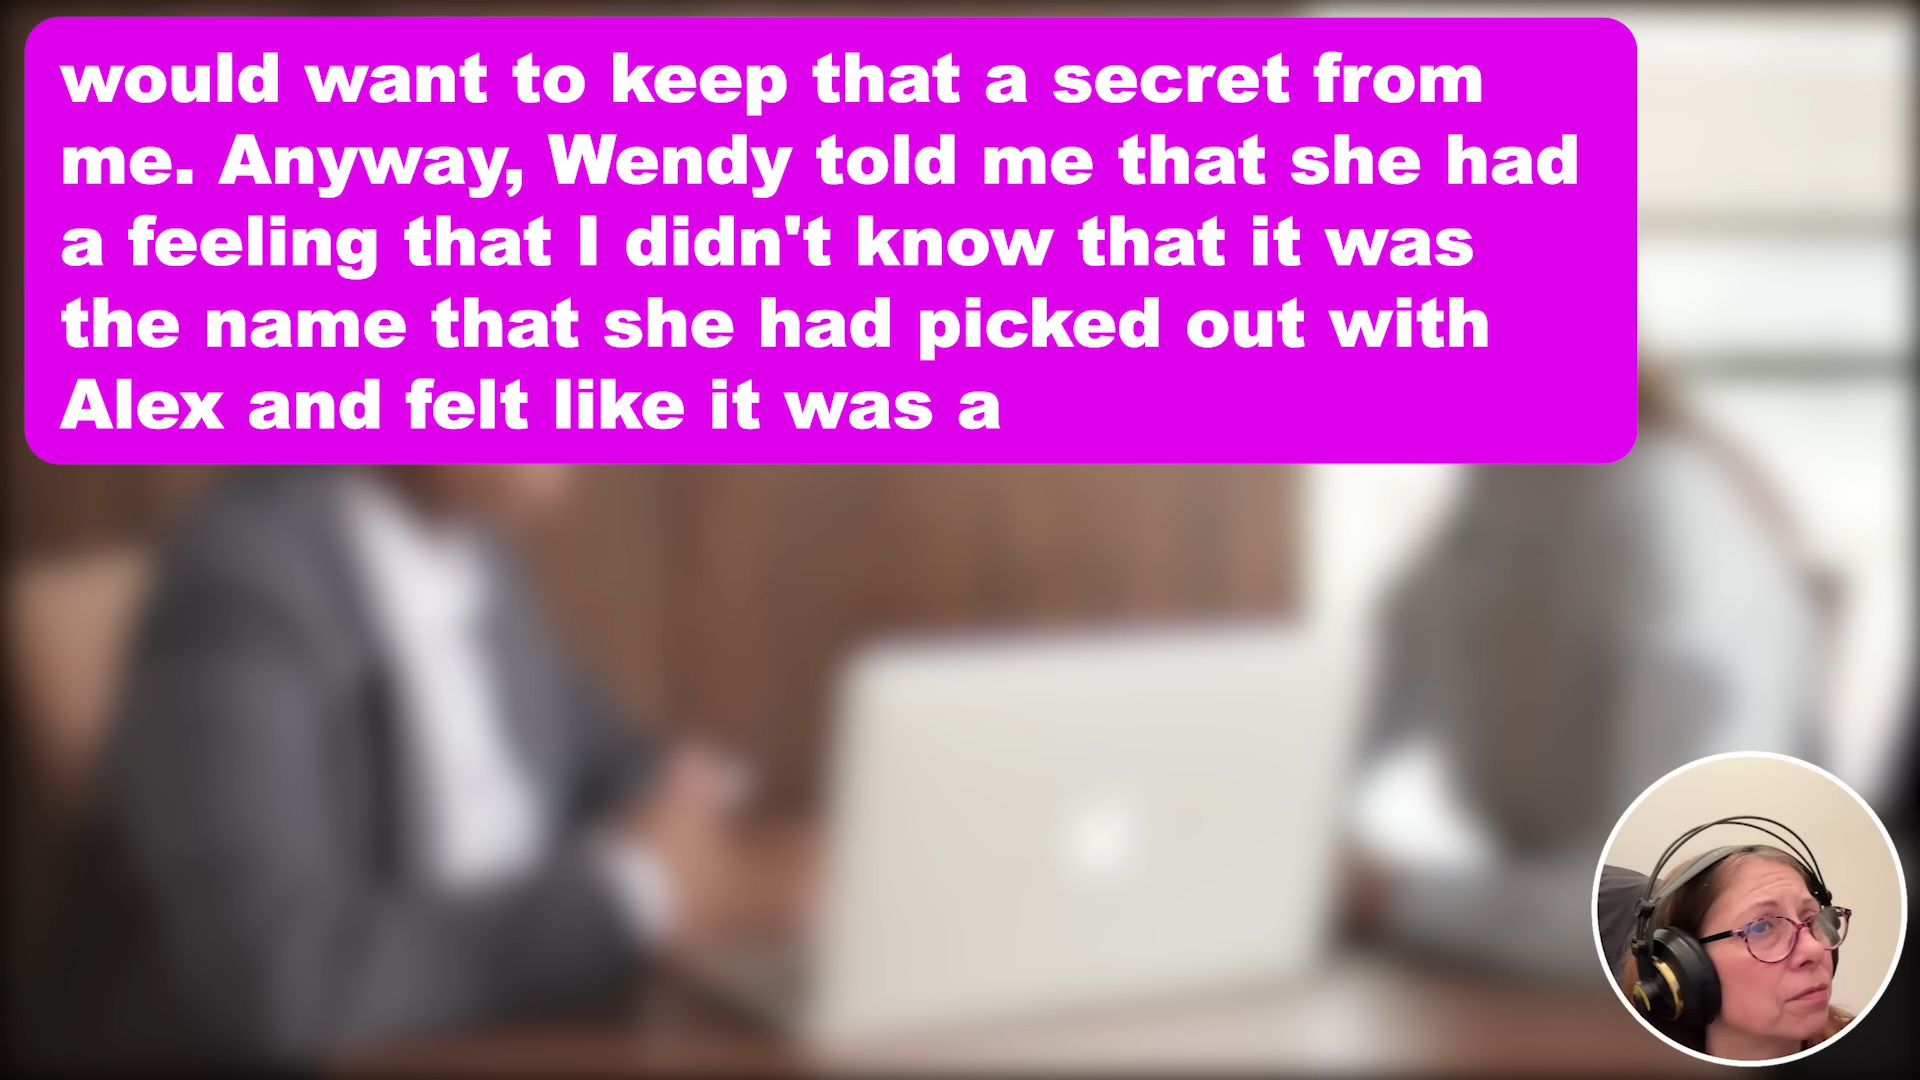 would want to keep that a secret from
me. Anyway, Wendy told me that she had
a feeling that I didn't know that it was
the name that she had picked out with
Alex and felt like it was a